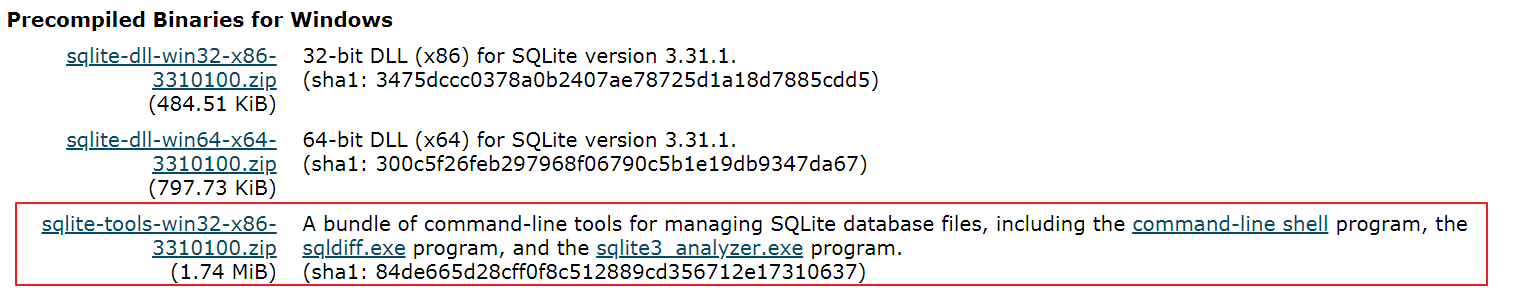 Precompiled Binaries for Windows
sqlite-dll-win32-x86- 32-bit DLL (x86) for SQLite version 3.31.1.
3310100.zip (sha1: 3475dccc0378a0b2407ae78725d1a18d7885cdd5)
(484.51 KiB)
sqlite-dll-win64-x64- 64-bit DLL (x64) for SQLite version 3.31.1.
3310100.zip (sha1: 300c5f26feb297968f06790c5b1e19db9347da67)
(797.73 KiB)
sqlite-tools-win32-x86- A bundle of command-line tools for managing SQLite database files, including the command-line shell program, the
3310100.zip sqldiff.exe program, and the sqlite3_analyzer.exe program.
(1.74 MiB) (sha1: 84de665d28cff0f8c512889cd356712e17310637)